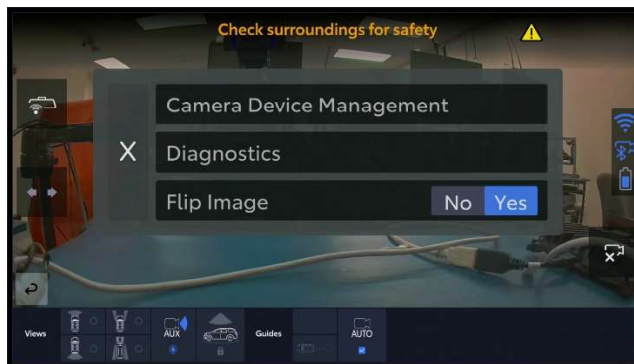 Check surroundings for safety
X
Camera Device Management
Diagnostics
Flip Image No Yes
Views
AUX
Guides
AUTO